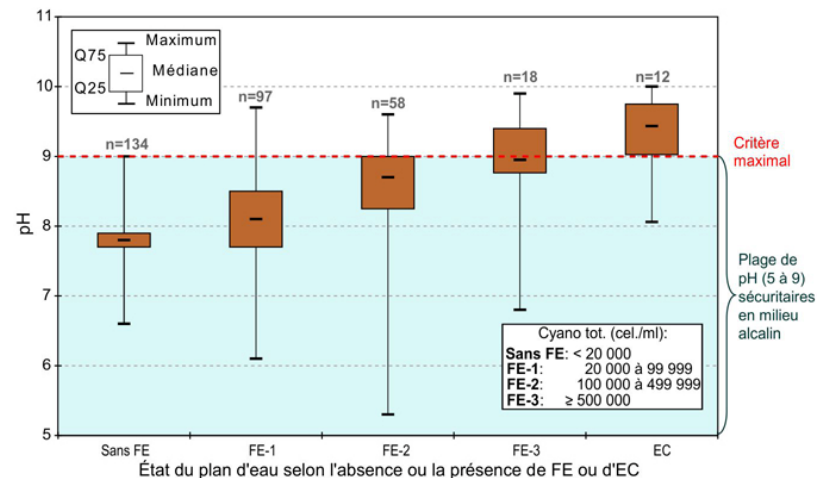 11
10
9
8
7
6
5
pH
Maximum
Q75
Médiane
Q25
Minimum
n=134
n=97
n=58
n=18
n=12
Critère
maximal
Plage de
pH (5 à 9)
sécuritaires
en milieu
alcalin
Cyano tot. (cel./ml):
Sans FE: < 20 000
FE-1: 20 000 à 99 999
FE-2: 100 000 à 499 999
FE-3: ≥ 500 000
Sans FE FE-1 FE-2 FE-3 EC
État du plan d'eau selon l'absence ou la présence de FE ou d'EC